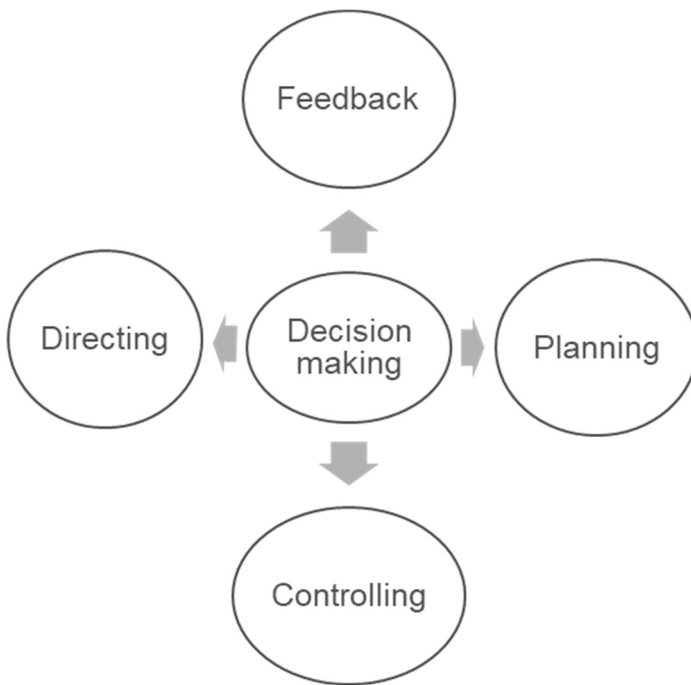 Feedback
Directing
Decision
making
Planning
Controlling